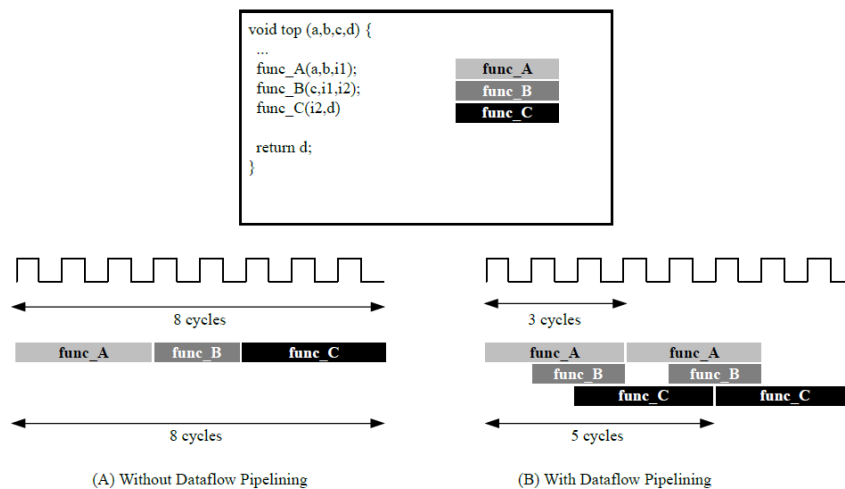 void top (a,b,c,d) {
...
func_A(a,b,i1);
func_B(c,i1,i2);
func_C(i2,d)
return d;
}
func_A
func_B
func_C
8 cycles
func_A func_B func_C
8 cycles
(A) Without Dataflow Pipelining
3 cycles
func_A func_A
func_B func_B
func_C func_C
5 cycles
(B) With Dataflow Pipelining